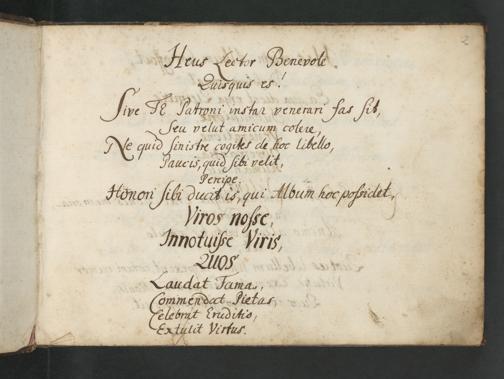 2
Heus Lector Benevole
Quisquis es!
Sive TE Patroni instar venerari fas sit,
Seu velut amicum colere,
Ne quid sinistre cogites de hoc libello,
Paucis, quid sibi velit,
Percipe.
Honori sibi ducit is, qui Album hoc possidet,
Viros nosse,
Innotuisse Viris,
QUOS
Laudat Fama,
Commendat Pietas,
Celebrat Eruditio,
Extulit Virtus.